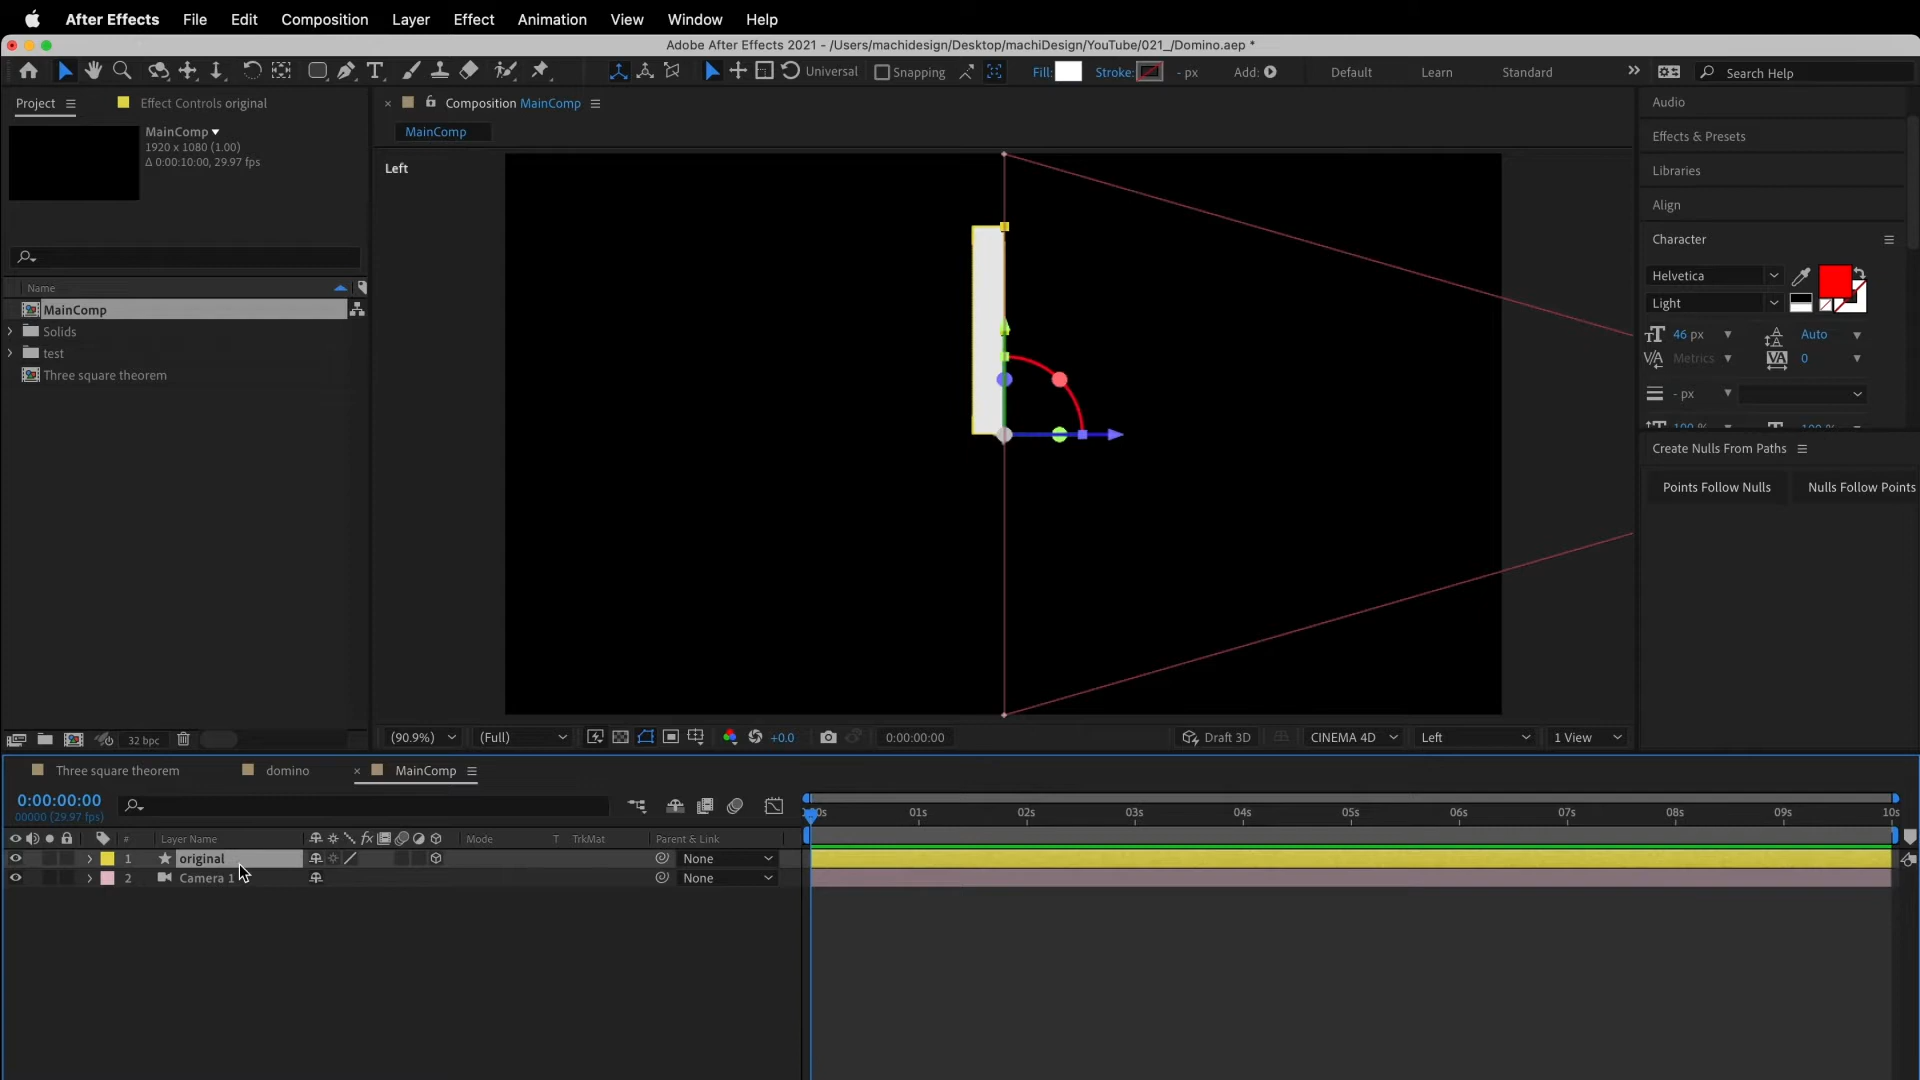 After Effects File Edit Composition Layer Effect Animation View Window Help
Adobe After Effects 2021 - /Users/machidesign/Desktop/machiDesign/YouTube/021_/Domino.aep *
Universal Snapping Fill: Stroke: - px Add: Default Learn Standard Search Help
Project Effect Controls original
MainComp
1920 x 1080 (1.00)
Δ 0:00:10:00, 29.97 fps
Name
MainComp
Solids
test
Three square theorem
32 bpc
Composition MainComp
MainComp
Left
(90.9%) (Full) +0.0 0:00:00:00 Draft 3D CINEMA 4D Left 1 View
Audio
Effects & Presets
Libraries
Align
Character
Helvetica
Light
46 px Auto
Metrics 0
- px
Create Nulls From Paths
Points Follow Nulls Nulls Follow Points
Three square theorem domino MainComp
0:00:00:00
00000 (29.97 fps)
01s 02s 03s 04s 05s 06s 07s 08s 09s 10s
# Layer Name fx Mode T TrkMat Parent & Link
1 original None
2 Camera 1 None